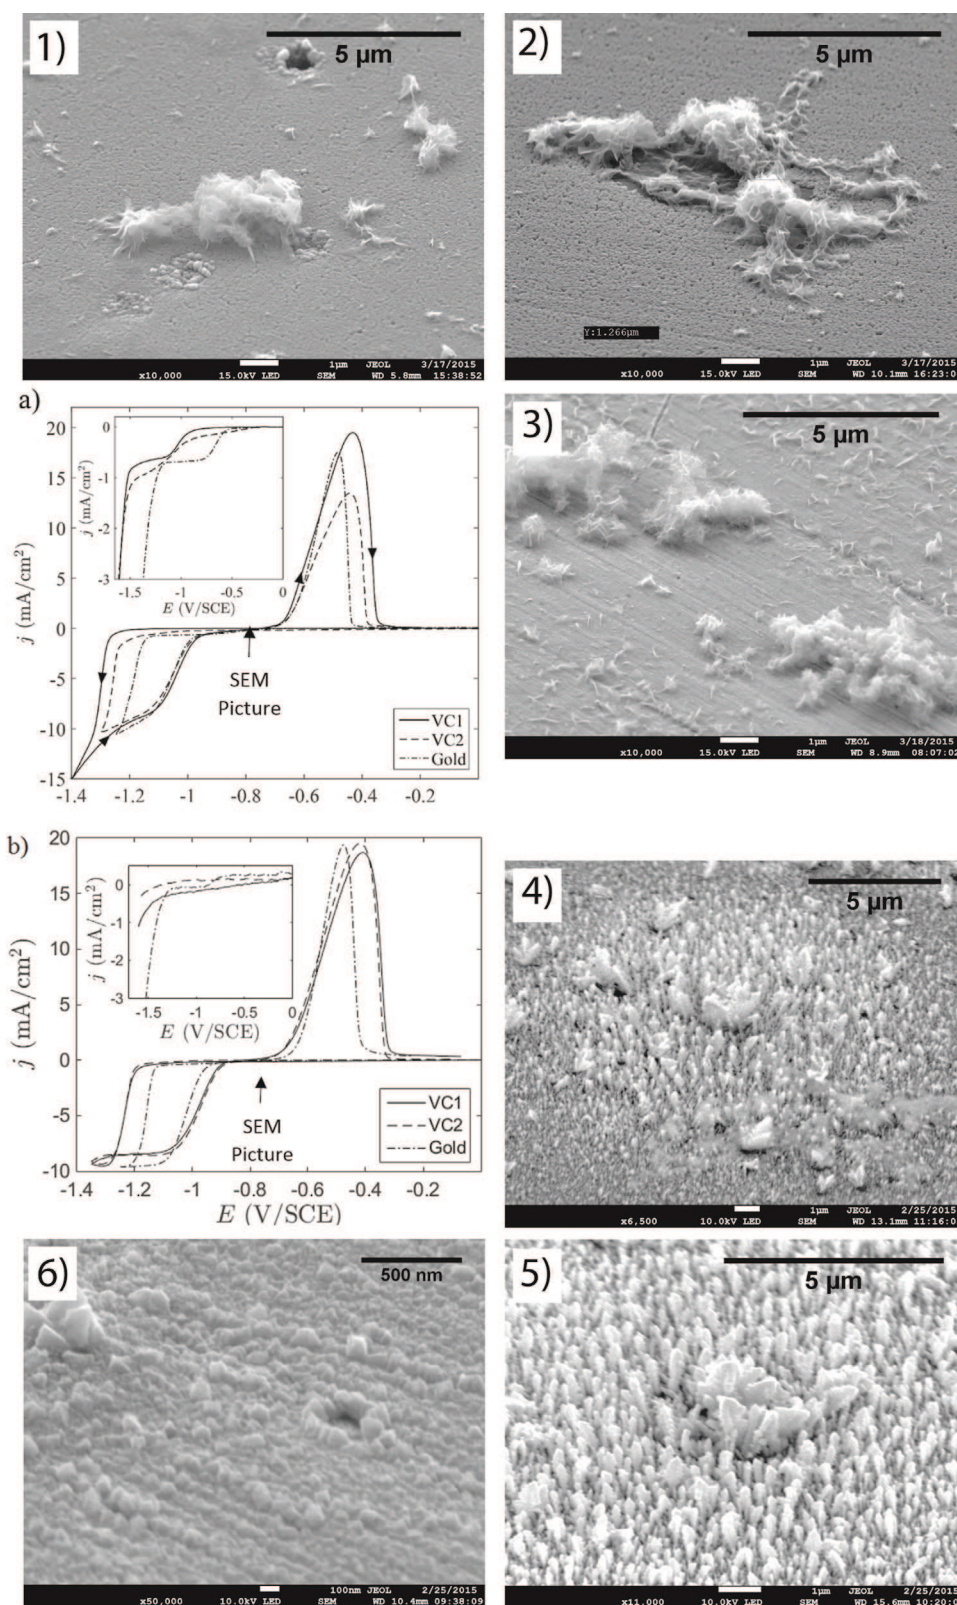 1)
5 µm
1µm JEOL 3/17/2015
x10,000 15.0kV LED SEM WD 5.8mm 15:38:52
2)
5 µm
Y:1.266µm
1µm JEOL 3/17/2015
x10,000 15.0kV LED SEM WD 10.1mm 16:23:0
a)
20
15
10
5
0
-5
-10
-15
j (mA/cm²)
0
-1
-2
-3
j (mA/cm²)
-1.5 -1 -0.5 0
E (V/SCE)
SEM
Picture
VC1
VC2
Gold
-1.4 -1.2 -1 -0.8 -0.6 -0.4 -0.2
3)
5 µm
1µm JEOL 3/18/2015
x10,000 15.0kV LED SEM WD 8.9mm 08:07:02
b)
20
15
10
5
0
-5
-10
j (mA/cm²)
0
-1
-2
-3
j (mA/cm²)
-1.5 -1 -0.5 0
E (V/SCE)
SEM
Picture
VC1
VC2
Gold
-1.4 -1.2 -1 -0.8 -0.6 -0.4 -0.2
E (V/SCE)
4)
5 µm
1µm JEOL 2/25/2015
x6,500 10.0kV LED SEM WD 13.1mm 11:16:0
6)
500 nm
100nm JEOL 2/25/2015
x50,000 10.0kV LED SEM WD 10.4mm 09:38:09
5)
5 µm
1µm JEOL 2/25/2015
x11,000 10.0kV LED SEM WD 15.6mm 10:20:0